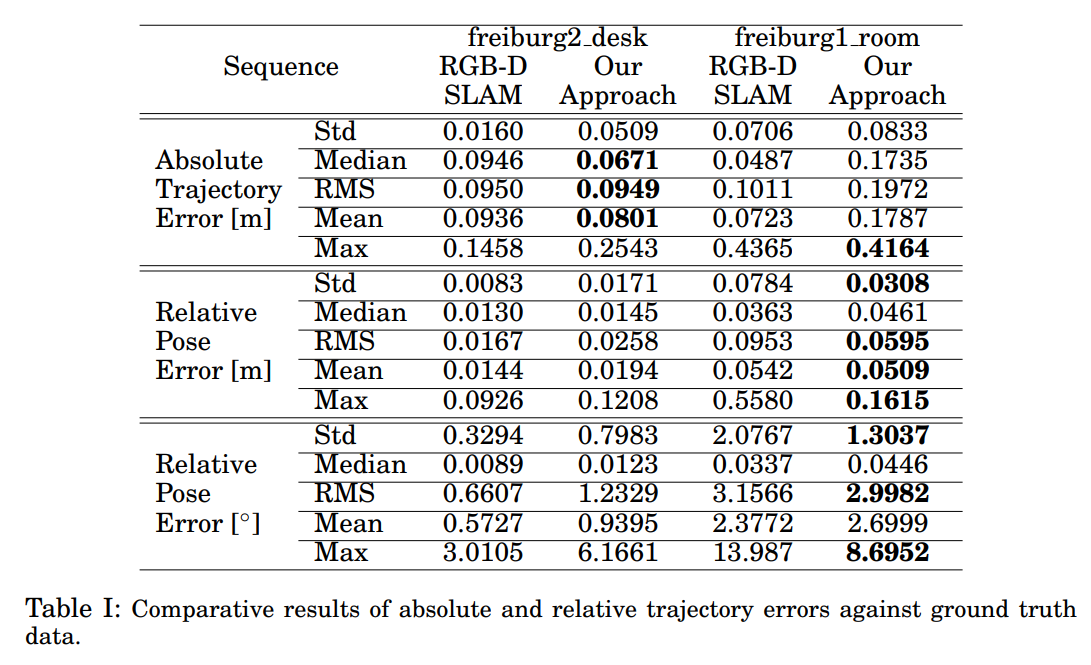 freiburg2_desk freiburg1_room
Sequence RGB-D Our RGB-D Our
SLAM Approach SLAM Approach
Std 0.0160 0.0509 0.0706 0.0833
Absolute Median 0.0946 0.0671 0.0487 0.1735
Trajectory RMS 0.0950 0.0949 0.1011 0.1972
Error [m] Mean 0.0936 0.0801 0.0723 0.1787
Max 0.1458 0.2543 0.4365 0.4164
Std 0.0083 0.0171 0.0784 0.0308
Relative Median 0.0130 0.0145 0.0363 0.0461
Pose RMS 0.0167 0.0258 0.0953 0.0595
Error [m] Mean 0.0144 0.0194 0.0542 0.0509
Max 0.0926 0.1208 0.5580 0.1615
Std 0.3294 0.7983 2.0767 1.3037
Relative Median 0.0089 0.0123 0.0337 0.0446
Pose RMS 0.6607 1.2329 3.1566 2.9982
Error [°] Mean 0.5727 0.9395 2.3772 2.6999
Max 3.0105 6.1661 13.987 8.6952
Table I: Comparative results of absolute and relative trajectory errors against ground truth
data.